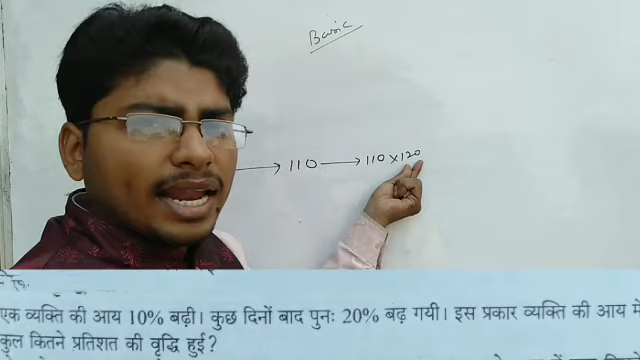 Basic
→ 110 → 110 × 120
एक व्यक्ति की आय 10% बढ़ी। कुछ दिनों बाद पुनः 20% बढ़ गयी। इस प्रकार व्यक्ति की आय में
कुल कितने प्रतिशत की वृद्धि हुई?